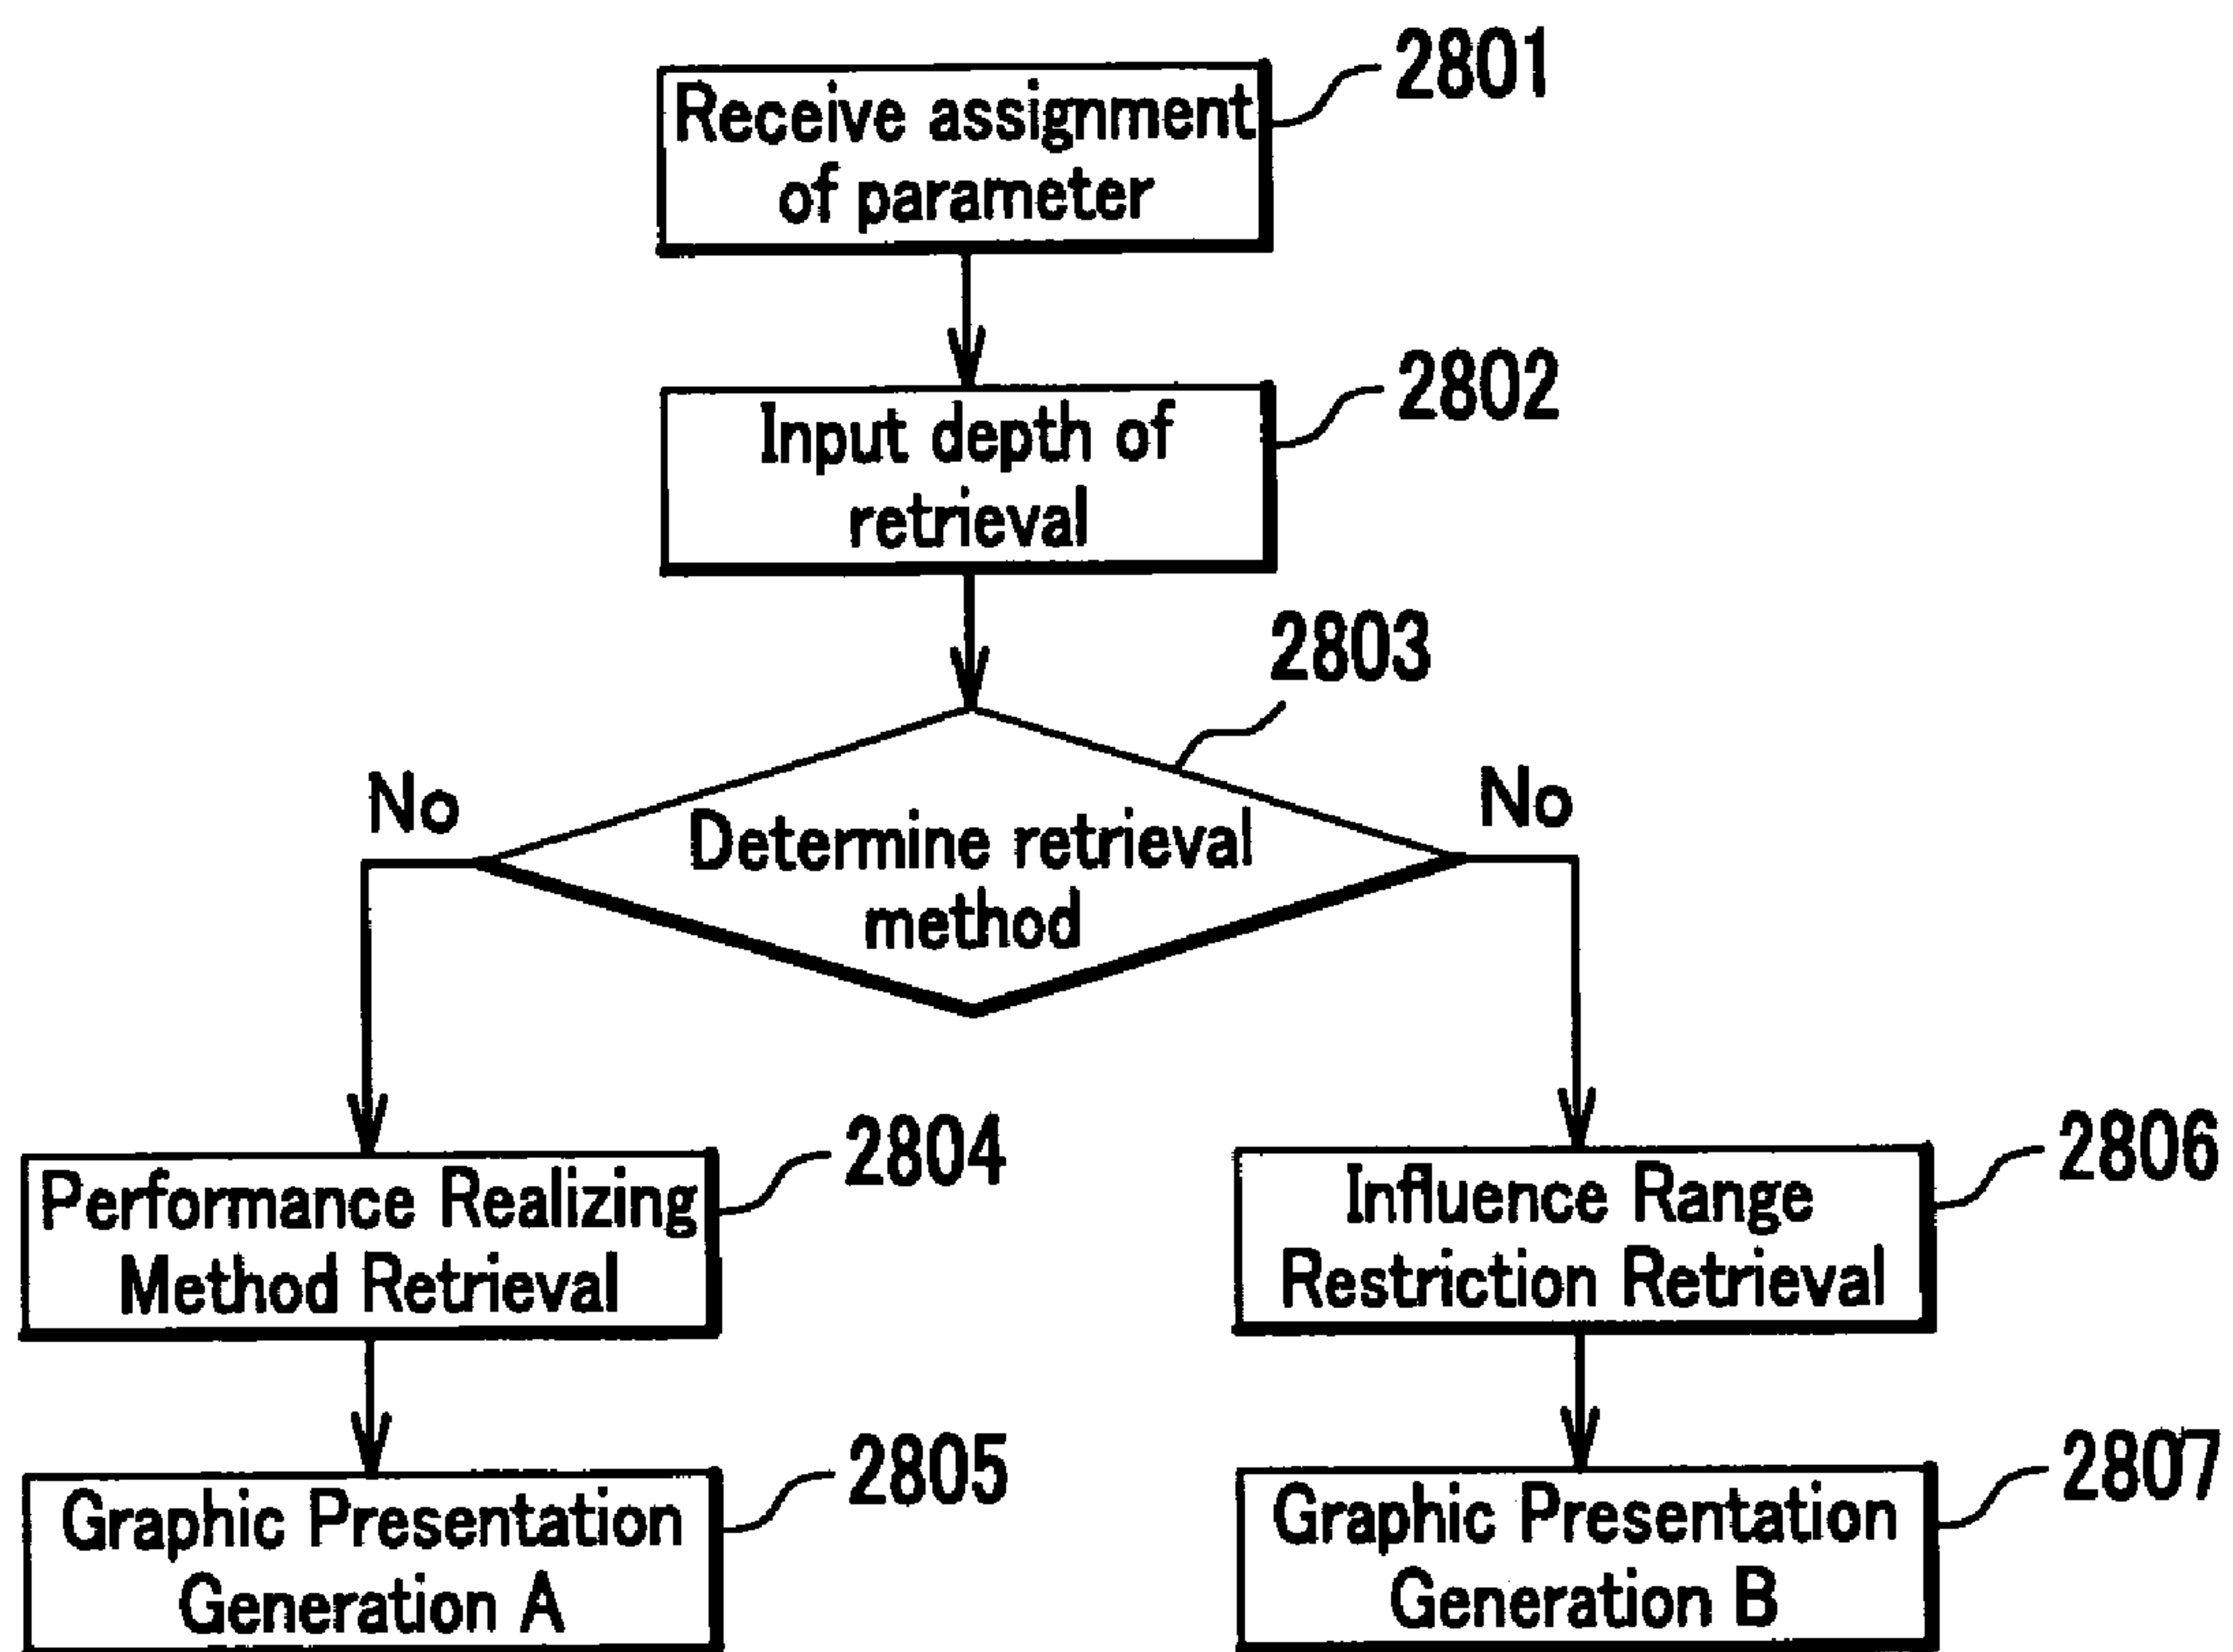 2801
Receive assignment
of parameter
2802
Input depth of
retrieval
2803
No
No
Determine retrieval
method
2804
Performance Realizing
Method Retrieval
2806
Influence Range
Restriction Retrieval
2805
Graphic Presentation
Generation A
2807
Graphic Presentation
Generation B